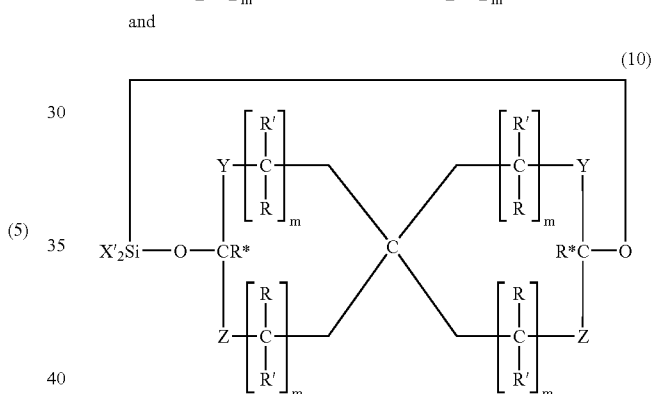 m m
and
(10)
30
R' R'
Y C C Y
R R
m m
(5) 35 X'₂Si—O—CR* C R*C—O
R R
Z C C Z
R' R'
40 m m